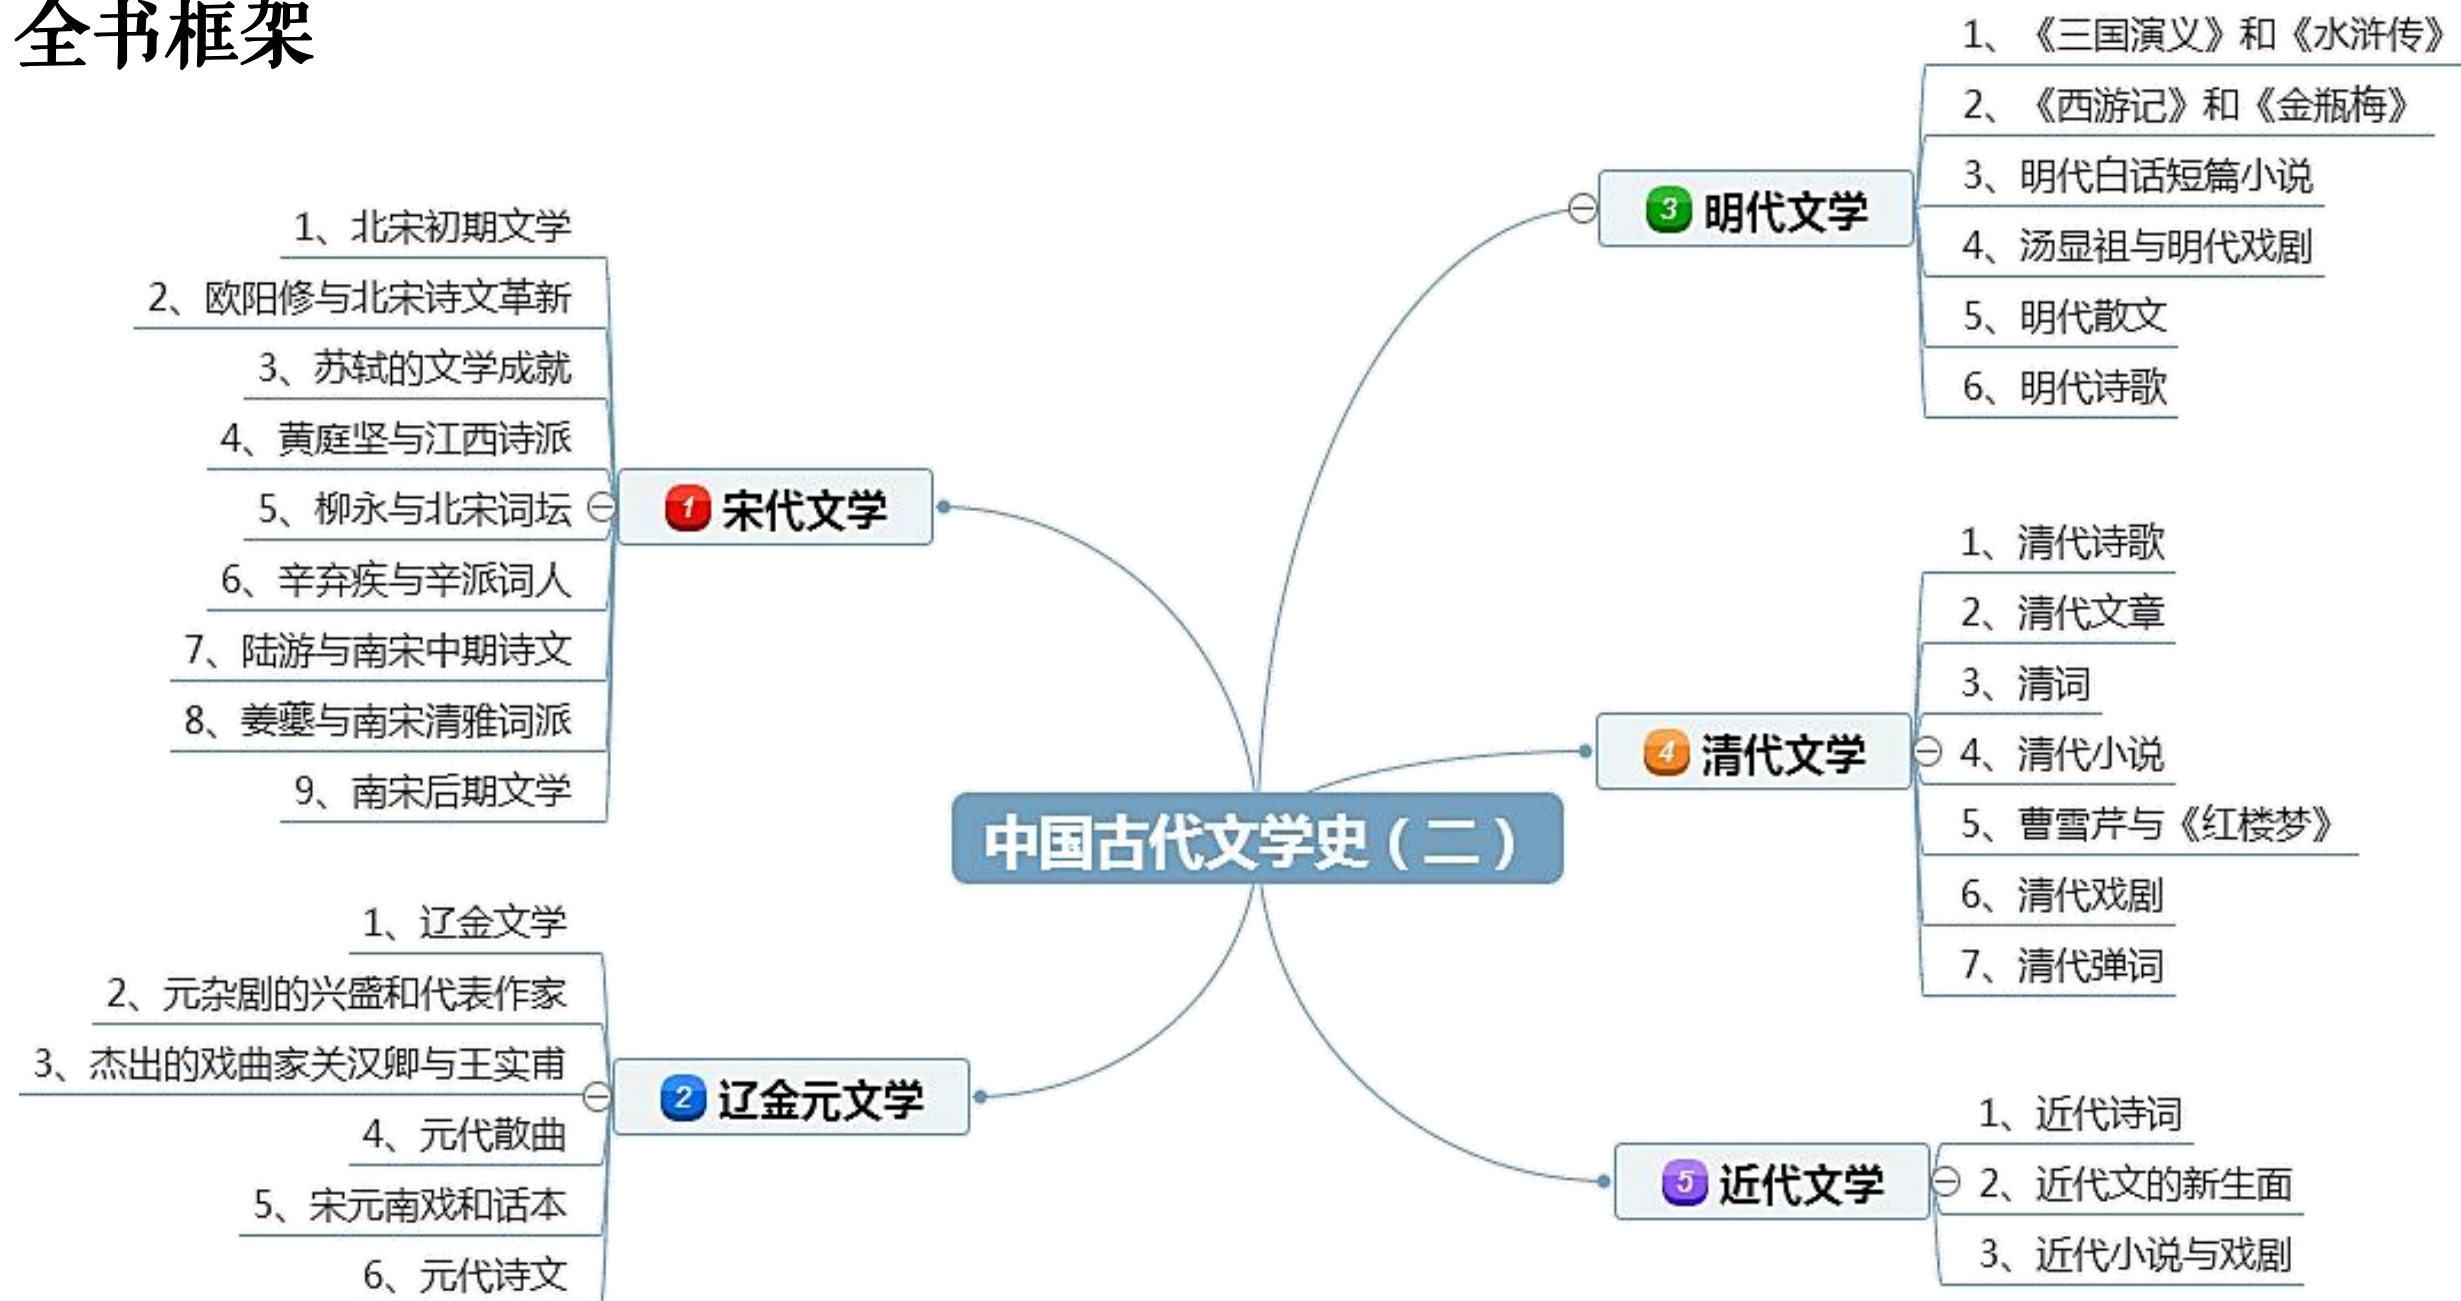 全书框架
中国古代文学史（二）
1 宋代文学
1、北宋初期文学
2、欧阳修与北宋诗文革新
3、苏轼的文学成就
4、黄庭坚与江西诗派
5、柳永与北宋词坛
6、辛弃疾与辛派词人
7、陆游与南宋中期诗文
8、姜夔与南宋清雅词派
9、南宋后期文学
2 辽金元文学
1、辽金文学
2、元杂剧的兴盛和代表作家
3、杰出的戏曲家关汉卿与王实甫
4、元代散曲
5、宋元南戏和话本
6、元代诗文
3 明代文学
1、《三国演义》和《水浒传》
2、《西游记》和《金瓶梅》
3、明代白话短篇小说
4、汤显祖与明代戏剧
5、明代散文
6、明代诗歌
4 清代文学
1、清代诗歌
2、清代文章
3、清词
4、清代小说
5、曹雪芹与《红楼梦》
6、清代戏剧
7、清代弹词
5 近代文学
1、近代诗词
2、近代文的新生面
3、近代小说与戏剧